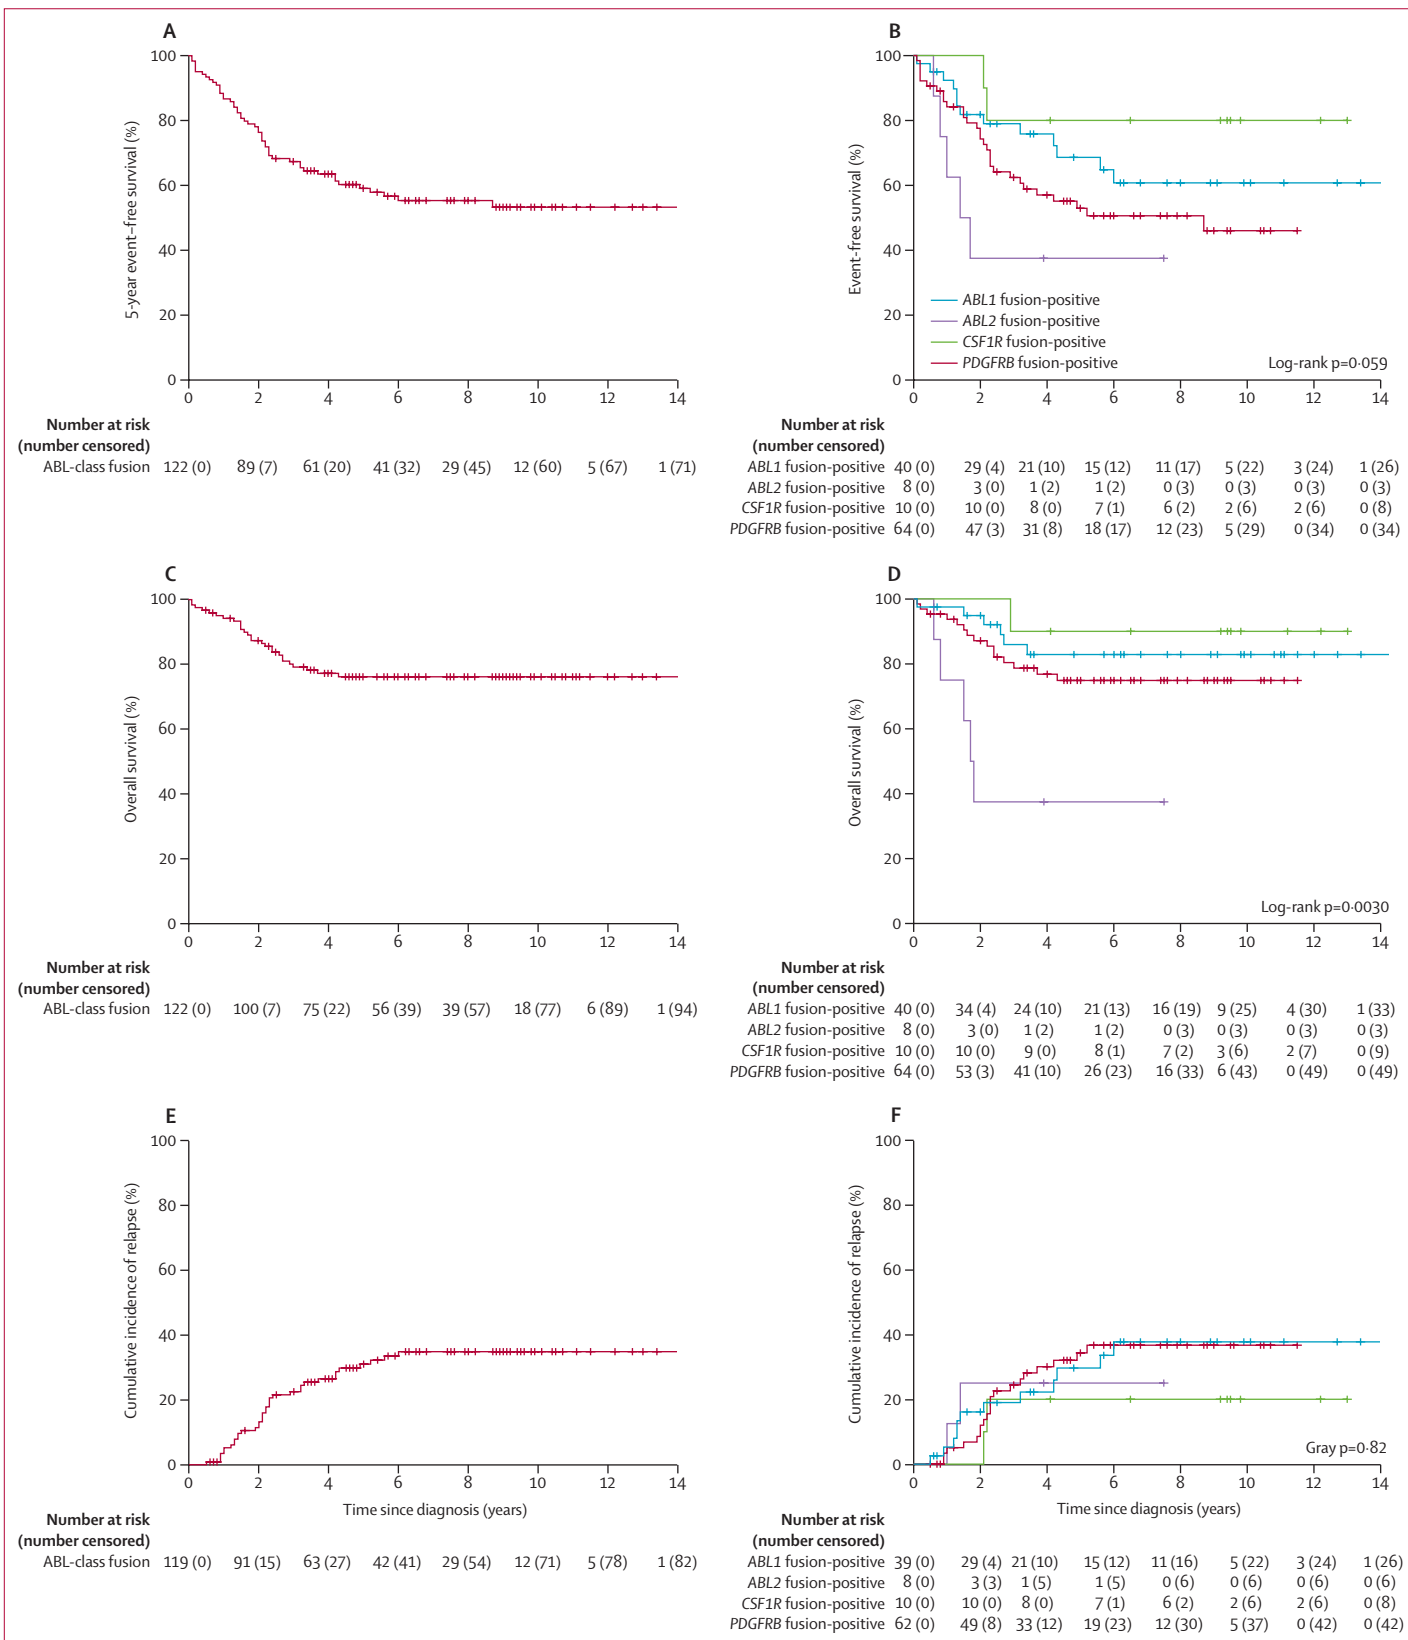 A
100
80
60
40
20
0
5-year event–free survival (%)
0 2 4 6 8 10 12 14
Number at risk
(number censored)
ABL-class fusion 122 (0) 89 (7) 61 (20) 41 (32) 29 (45) 12 (60) 5 (67) 1 (71)
B
100
80
60
40
20
0
Event-free survival (%)
ABL1 fusion-positive
ABL2 fusion-positive
CSF1R fusion-positive
PDGFRB fusion-positive
Log-rank p=0·059
0 2 4 6 8 10 12 14
Number at risk
(number censored)
ABL1 fusion-positive 40 (0) 29 (4) 21 (10) 15 (12) 11 (17) 5 (22) 3 (24) 1 (26)
ABL2 fusion-positive 8 (0) 3 (0) 1 (2) 1 (2) 0 (3) 0 (3) 0 (3) 0 (3)
CSF1R fusion-positive 10 (0) 10 (0) 8 (0) 7 (1) 6 (2) 2 (6) 2 (6) 0 (8)
PDGFRB fusion-positive 64 (0) 47 (3) 31 (8) 18 (17) 12 (23) 5 (29) 0 (34) 0 (34)
C
100
80
60
40
20
0
Overall survival (%)
0 2 4 6 8 10 12 14
Number at risk
(number censored)
ABL-class fusion 122 (0) 100 (7) 75 (22) 56 (39) 39 (57) 18 (77) 6 (89) 1 (94)
D
100
80
60
40
20
0
Overall survival (%)
Log-rank p=0·0030
0 2 4 6 8 10 12 14
Number at risk
(number censored)
ABL1 fusion-positive 40 (0) 34 (4) 24 (10) 21 (13) 16 (19) 9 (25) 4 (30) 1 (33)
ABL2 fusion-positive 8 (0) 3 (0) 1 (2) 1 (2) 0 (3) 0 (3) 0 (3) 0 (3)
CSF1R fusion-positive 10 (0) 10 (0) 9 (0) 8 (1) 7 (2) 3 (6) 2 (7) 0 (9)
PDGFRB fusion-positive 64 (0) 53 (3) 41 (10) 26 (23) 16 (33) 6 (43) 0 (49) 0 (49)
E
100
80
60
40
20
0
Cumulative incidence of relapse (%)
0 2 4 6 8 10 12 14
Time since diagnosis (years)
Number at risk
(number censored)
ABL-class fusion 119 (0) 91 (15) 63 (27) 42 (41) 29 (54) 12 (71) 5 (78) 1 (82)
F
100
80
60
40
20
0
Cumulative incidence of relapse (%)
Gray p=0·82
0 2 4 6 8 10 12 14
Time since diagnosis (years)
Number at risk
(number censored)
ABL1 fusion-positive 39 (0) 29 (4) 21 (10) 15 (12) 11 (16) 5 (22) 3 (24) 1 (26)
ABL2 fusion-positive 8 (0) 3 (3) 1 (5) 1 (5) 0 (6) 0 (6) 0 (6) 0 (6)
CSF1R fusion-positive 10 (0) 10 (0) 8 (0) 7 (1) 6 (2) 2 (6) 2 (6) 0 (8)
PDGFRB fusion-positive 62 (0) 49 (8) 33 (12) 19 (23) 12 (30) 5 (37) 0 (42) 0 (42)